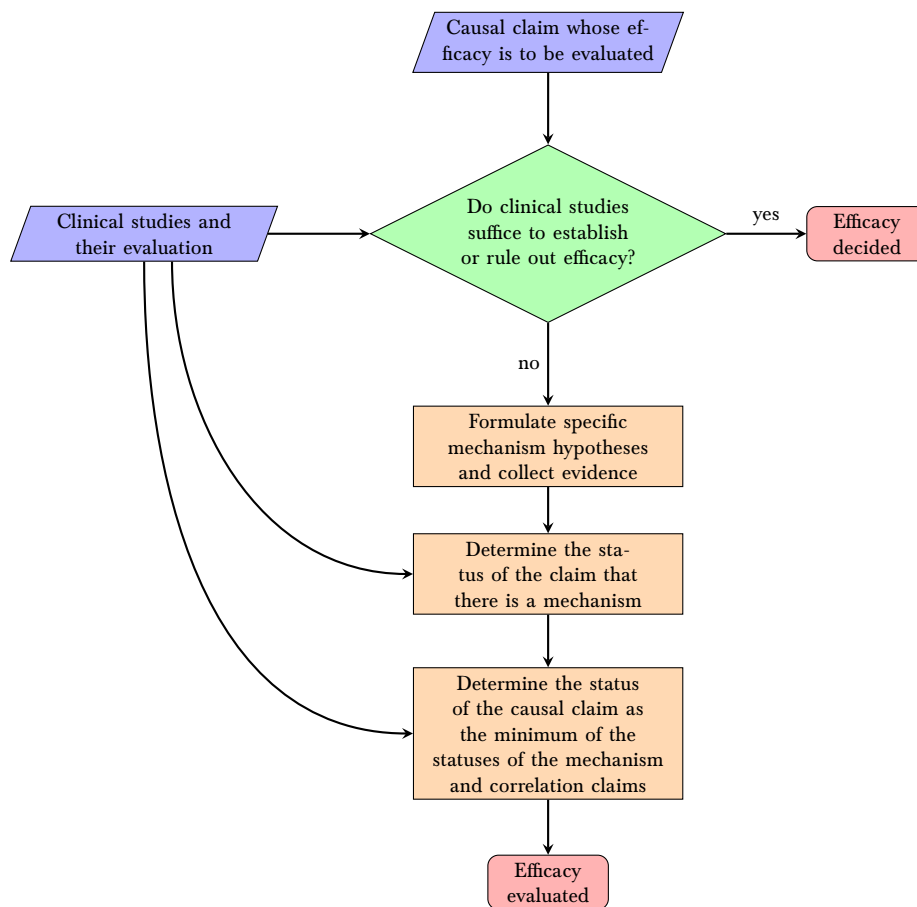 Causal claim whose ef-
ficacy is to be evaluated
Do clinical studies
suffice to establish
or rule out efficacy?
Clinical studies and
their evaluation
yes
Efficacy
decided
no
Formulate specific
mechanism hypotheses
and collect evidence
Determine the sta-
tus of the claim that
there is a mechanism
Determine the status
of the causal claim as
the minimum of the
statuses of the mechanism
and correlation claims
Efficacy
evaluated